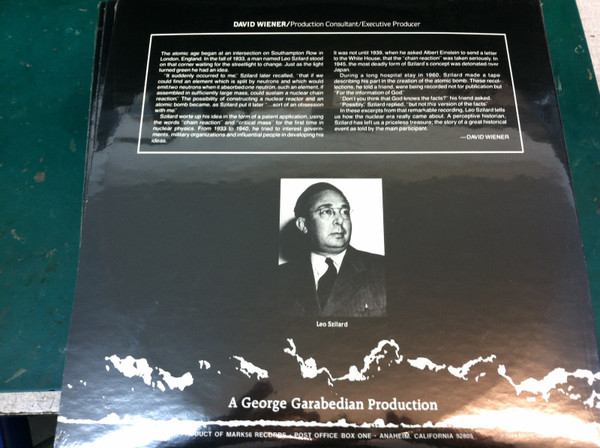 DAVID WIENER/Production Consultant/Executive Producer
The atomic age began at an intersection on Southampton Row in
London, England. In the fall of 1933, a man named Leo Szilard stood
on that corner waiting for the streetlight to change. Just as the light
turned green he had an idea.
"It suddenly occurred to me," Szilard later recalled, "that if we
could find an element which is split by neutrons and which would
emit two neutrons when it absorbed one neutron, such an element, if
assembled in sufficiently large mass, could sustain a nuclear chain
reaction." The possibility of constructing a nuclear reactor and an
atomic bomb became, as Szilard put it later "...sort of an obsession
with me."
Szilard wrote up his idea in the form of a patent application, using
the words "chain reaction" and "critical mass" for the first time in
nuclear physics. From 1933 to 1940, he tried to interest govern-
ments, military organizations and influential people in developing his
ideas.
It was not until 1939, when he asked Albert Einstein to send a letter
to the White House, that the "chain reaction" was taken seriously. In
1945, the most deadly form of Szilard's concept was detonated over
Japan.
During a long hospital stay in 1960, Szilard made a tape
describing his part in the creation of the atomic bomb. These recol-
lections, he told a friend, were being recorded not for publication but
"For the information of God."
"Don't you think that God knows the facts?" his friend asked.
"Possibly," Szilard replied, "but not this version of the facts."
In these excerpts from that remarkable recording, Leo Szilard tells
us how the nuclear era really came about. A perceptive historian,
Szilard has left us a priceless treasure; the story of a great historical
event as told by the main participant.
—DAVID WIENER
Leo Szilard
A George Garabedian Production
PRODUCT OF MARK56 RECORDS • POST OFFICE BOX ONE • ANAHEIM, CALIFORNIA 92805